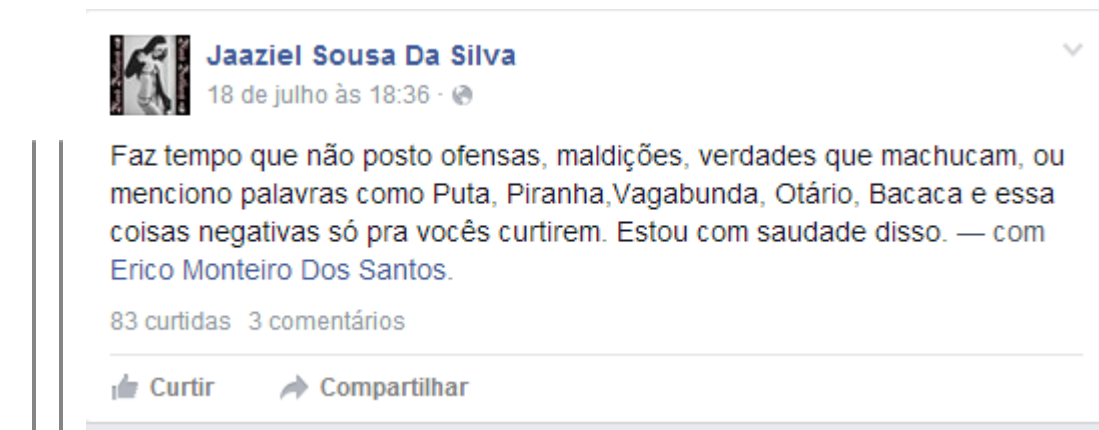 Jaaziel Sousa Da Silva
18 de julho às 18:36 ·
Faz tempo que não posto ofensas, maldições, verdades que machucam, ou
menciono palavras como Puta, Piranha,Vagabunda, Otário, Bacaca e essa
coisas negativas só pra vocês curtirem. Estou com saudade disso. — com
Erico Monteiro Dos Santos.
83 curtidas 3 comentários
Curtir Compartilhar